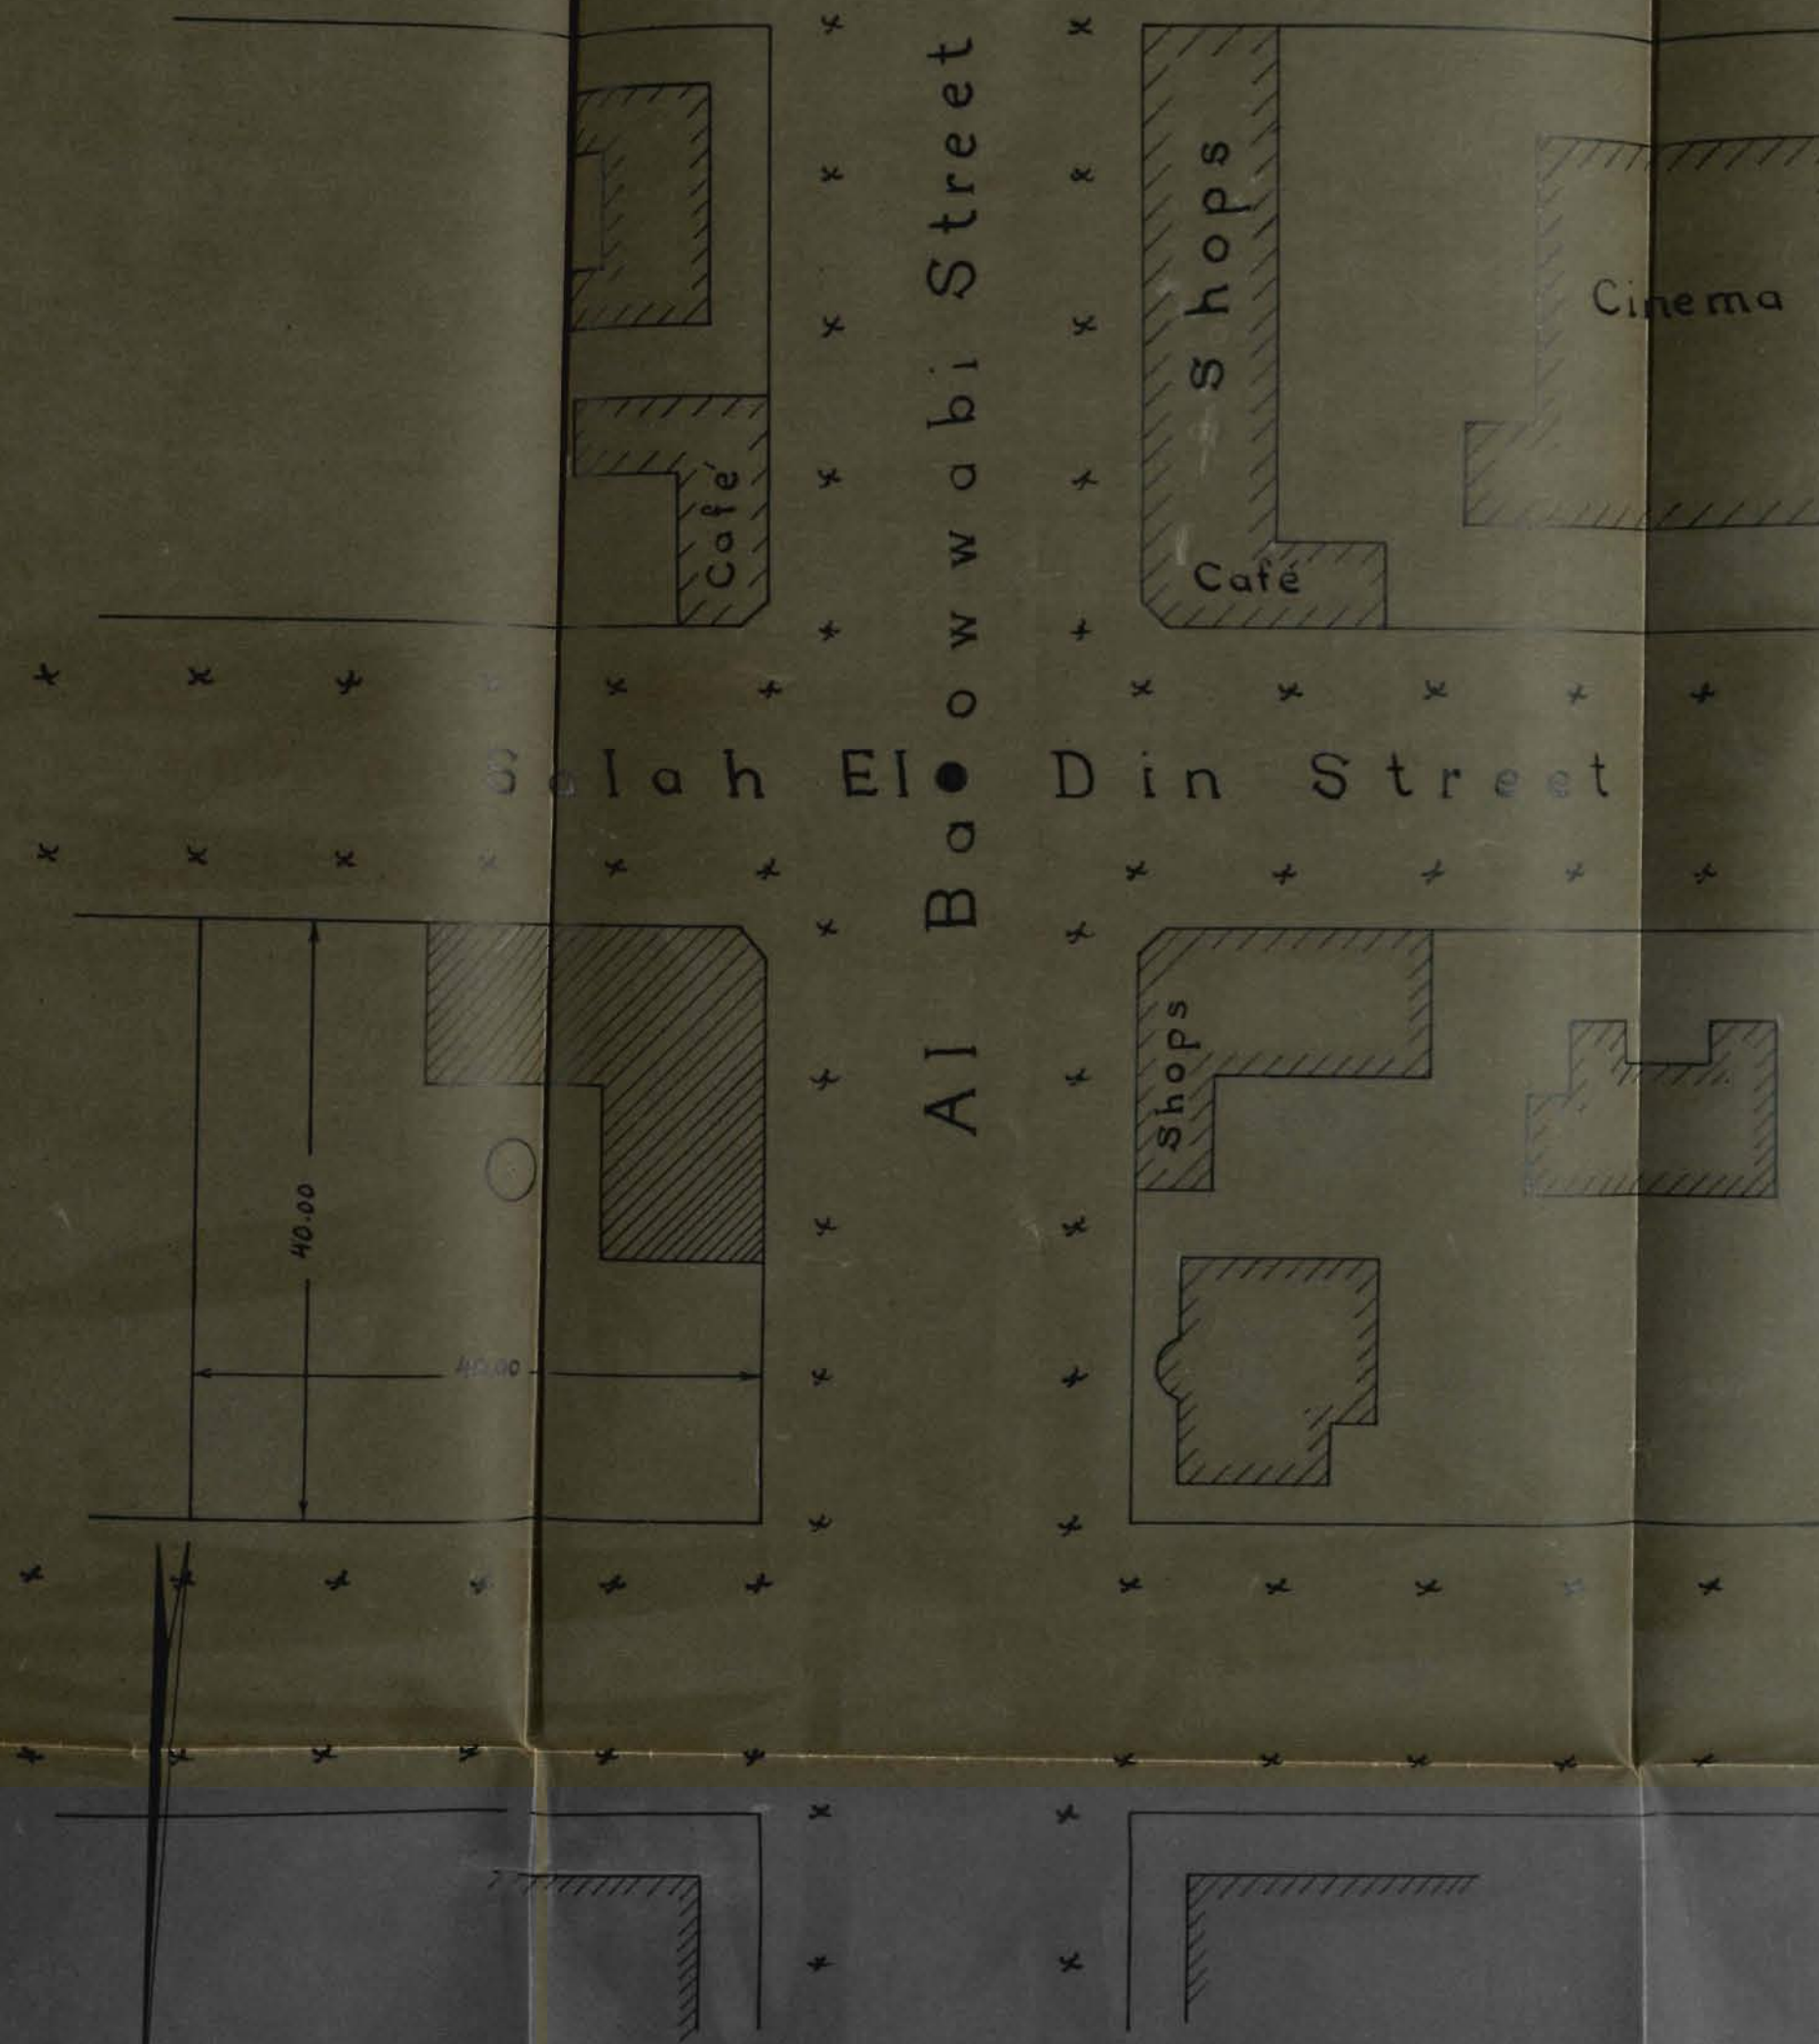 Al Baowwabi Street
Shops
Cinema
Café
Café
Salah El Din Street
Shops
40.00
40.00